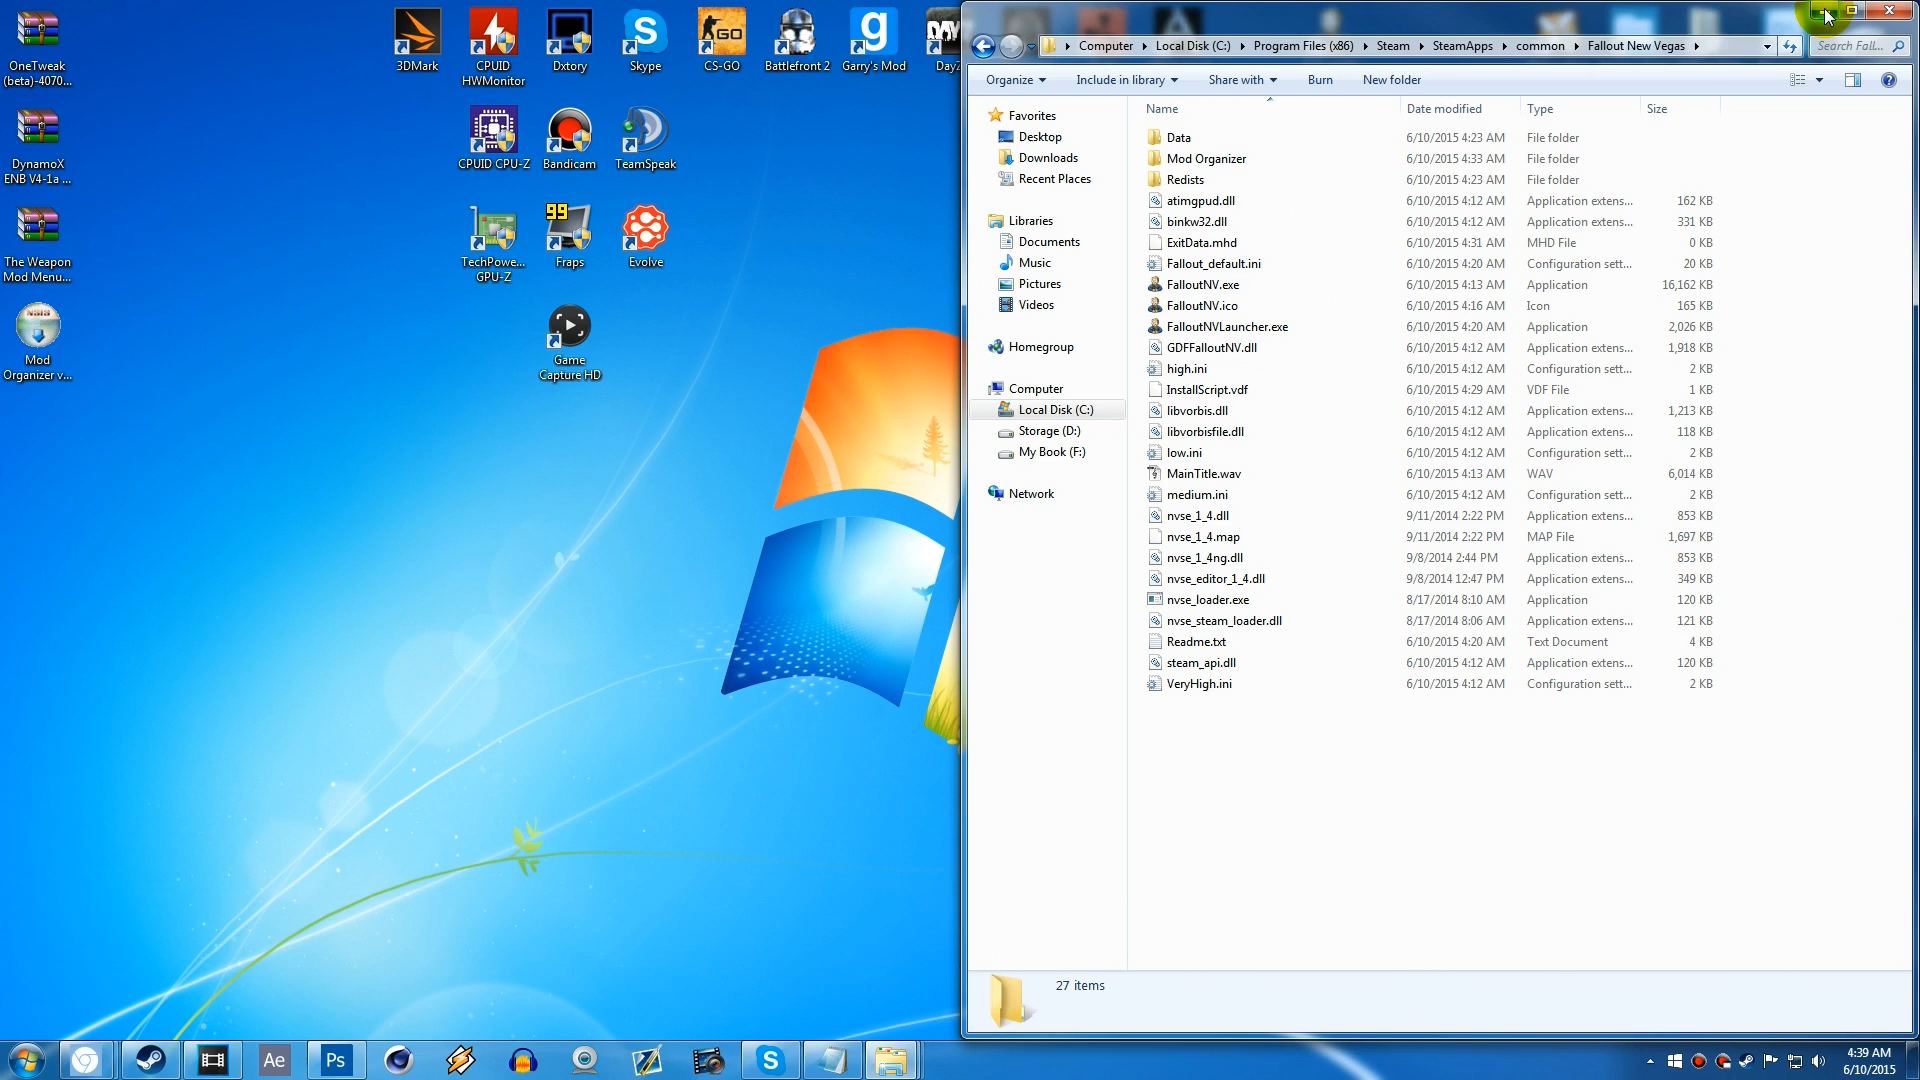 OneTweak
(beta)-4070...
DynamoX
ENB V4-1a ...
The Weapon
Mod Menu...
NSIS
Mod
Organizer v...
3DMark
CPUID
HWMonitor
Dxtory
Skype
GO
CS-GO
Battlefront 2
Garry's Mod
DAY
DayZ
CPUID CPU-Z
Bandicam
TeamSpeak
TechPowe...
GPU-Z
99
Fraps
Evolve
Game
Capture HD
Computer
Local Disk (C:)
Program Files (x86)
Steam
SteamApps
common
Fallout New Vegas
Search Fall...
Organize
Include in library
Share with
Burn
New folder
Favorites
Desktop
Downloads
Recent Places
Libraries
Documents
Music
Pictures
Videos
Homegroup
Computer
Local Disk (C:)
Storage (D:)
My Book (F:)
Network
Name Date modified Type Size
Data 6/10/2015 4:23 AM File folder
Mod Organizer 6/10/2015 4:33 AM File folder
Redists 6/10/2015 4:23 AM File folder
atimgpud.dll 6/10/2015 4:12 AM Application extens... 162 KB
binkw32.dll 6/10/2015 4:12 AM Application extens... 331 KB
ExitData.mhd 6/10/2015 4:31 AM MHD File 0 KB
Fallout_default.ini 6/10/2015 4:20 AM Configuration sett... 20 KB
FalloutNV.exe 6/10/2015 4:13 AM Application 16,162 KB
FalloutNV.ico 6/10/2015 4:16 AM Icon 165 KB
FalloutNVLauncher.exe 6/10/2015 4:20 AM Application 2,026 KB
GDFFalloutNV.dll 6/10/2015 4:12 AM Application extens... 1,918 KB
high.ini 6/10/2015 4:12 AM Configuration sett... 2 KB
InstallScript.vdf 6/10/2015 4:29 AM VDF File 1 KB
libvorbis.dll 6/10/2015 4:12 AM Application extens... 1,213 KB
libvorbisfile.dll 6/10/2015 4:12 AM Application extens... 118 KB
low.ini 6/10/2015 4:12 AM Configuration sett... 2 KB
MainTitle.wav 6/10/2015 4:13 AM WAV 6,014 KB
medium.ini 6/10/2015 4:12 AM Configuration sett... 2 KB
nvse_1_4.dll 9/11/2014 2:22 PM Application extens... 853 KB
nvse_1_4.map 9/11/2014 2:22 PM MAP File 1,697 KB
nvse_1_4ng.dll 9/8/2014 2:44 PM Application extens... 853 KB
nvse_editor_1_4.dll 9/8/2014 12:47 PM Application extens... 349 KB
nvse_loader.exe 8/17/2014 8:10 AM Application 120 KB
nvse_steam_loader.dll 8/17/2014 8:06 AM Application extens... 121 KB
Readme.txt 6/10/2015 4:20 AM Text Document 4 KB
steam_api.dll 6/10/2015 4:12 AM Application extens... 120 KB
VeryHigh.ini 6/10/2015 4:12 AM Configuration sett... 2 KB
27 items
Ae
Ps
4:39 AM
6/10/2015